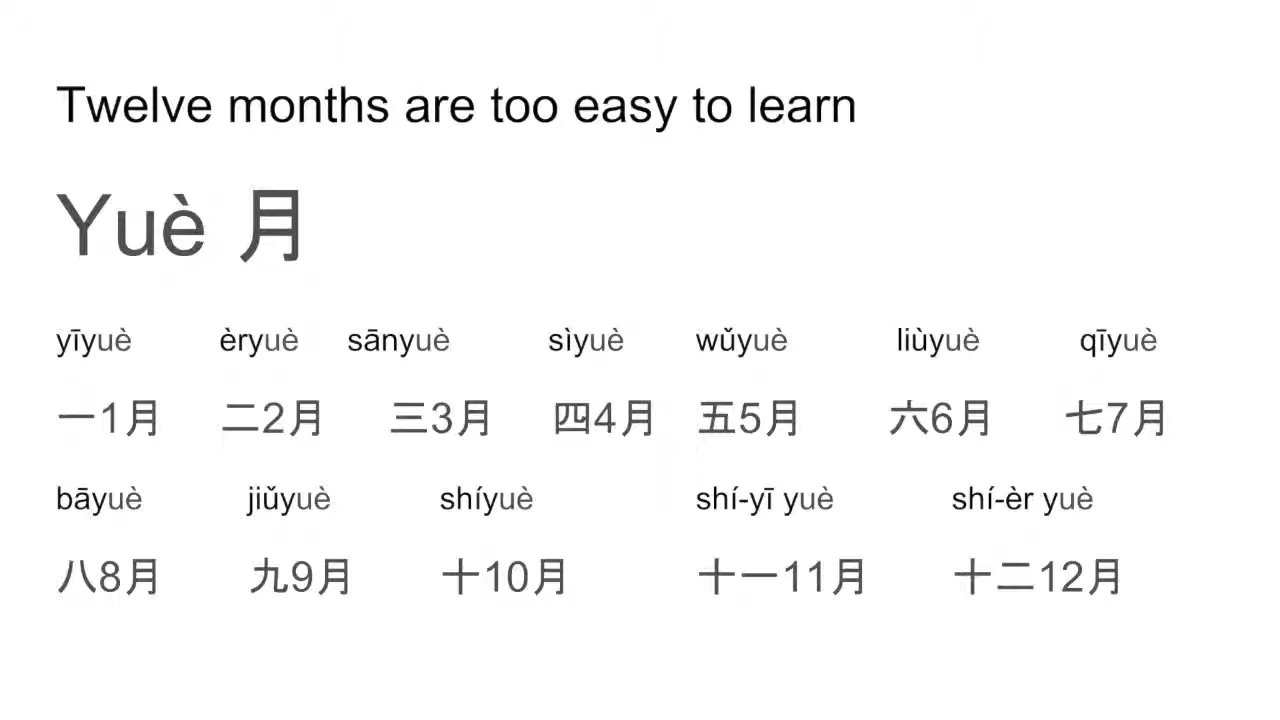 Twelve months are too easy to learn
Yuè 月
yīyuè èryuè sānyuè sìyuè wǔyuè liùyuè qīyuè
一1月 二2月 三3月 四4月 五5月 六6月 七7月
bāyuè jiǔyuè shíyuè shí-yī yuè shí-èr yuè
八8月 九9月 十10月 十一11月 十二12月